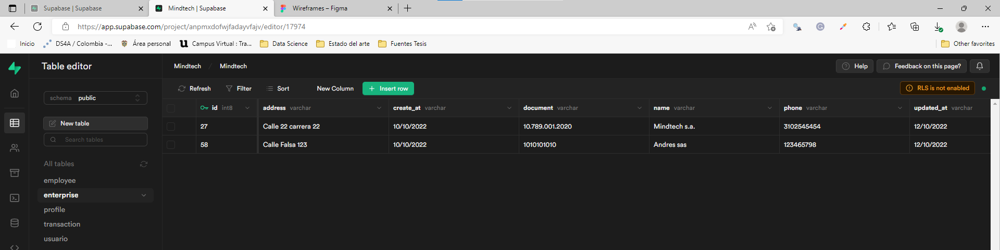 Supabase | Supabase
Mindtech | Supabase
Wireframes – Figma
https://app.supabase.com/project/anpmxdofwjfadayvfajv/editor/17974
Inicio
DS4A / Colombia -...
Área personal
Campus Virtual : Tra...
Data Science
Estado del arte
Fuentes Tesis
Other favorites
Table editor
Mindtech / Mindtech
Help
Feedback on this page?
schema public
New table
Search tables
All tables
employee
enterprise
profile
transaction
usuario
Refresh
Filter
Sort
New Column
+ Insert row
RLS is not enabled
id int8 address varchar create_at varchar document varchar name varchar phone varchar updated_at varchar
27 Calle 22 carrera 22 10/10/2022 10.789.001.2020 Mindtech s.a. 3102545454 12/10/2022
58 Calle Falsa 123 10/10/2022 1010101010 Andres sas 123465798 12/10/2022